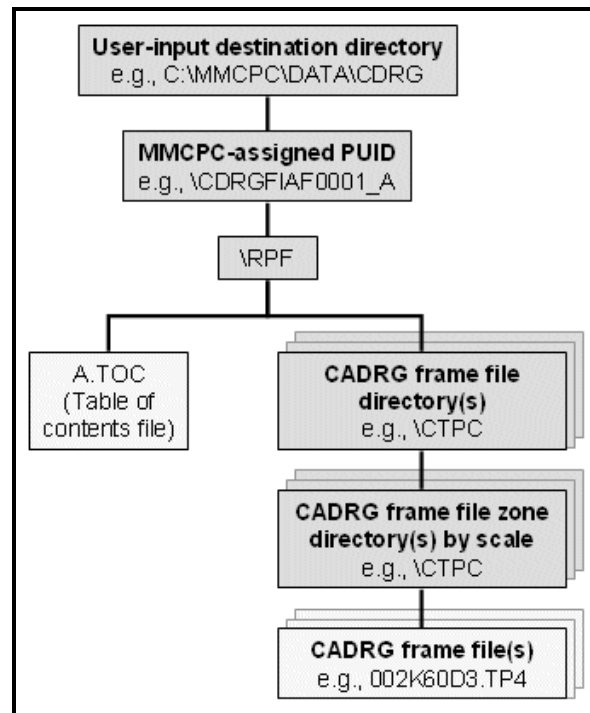 User-input destination directory
e.g., C:\MMCPC\DATA\CDRG
MMCPC-assigned PUID
e.g., \CDRGFIAF0001_A
\RPF
A.TOC
(Table of
contents file)
CADRG frame file
directory(s)
e.g., \CTPC
CADRG frame file zone
directory(s) by scale
e.g., \CTPC
CADRG frame file(s)
e.g., 002K60D3.TP4